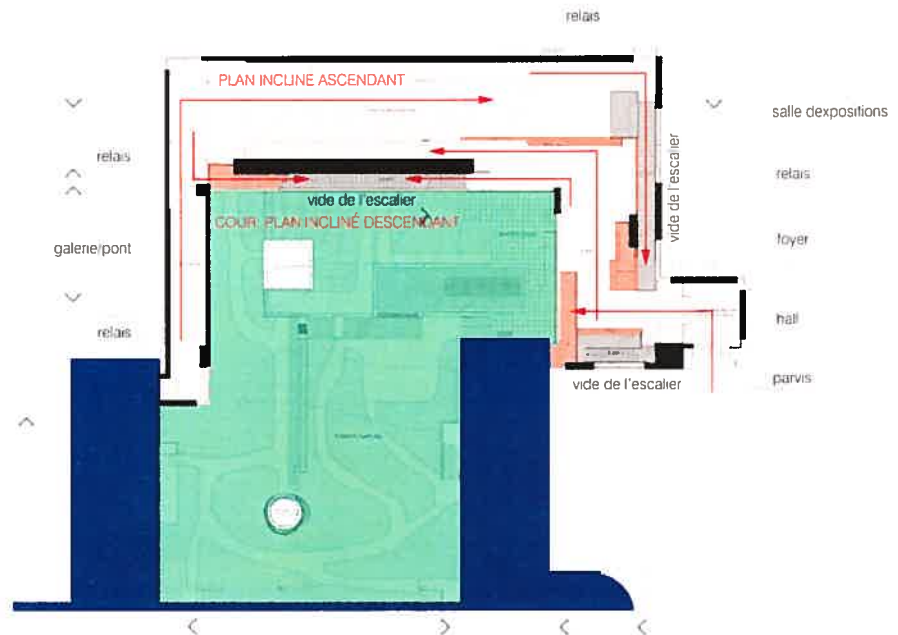 relais
PLAN INCLINE ASCENDANT
salle dexpositions
relais
relais
vide de l'escalier
vide de l'escalier
COUR: PLAN INCLINÉ DESCENDANT
foyer
galerie/pont
hall
relais
parvis
vide de l'escalier